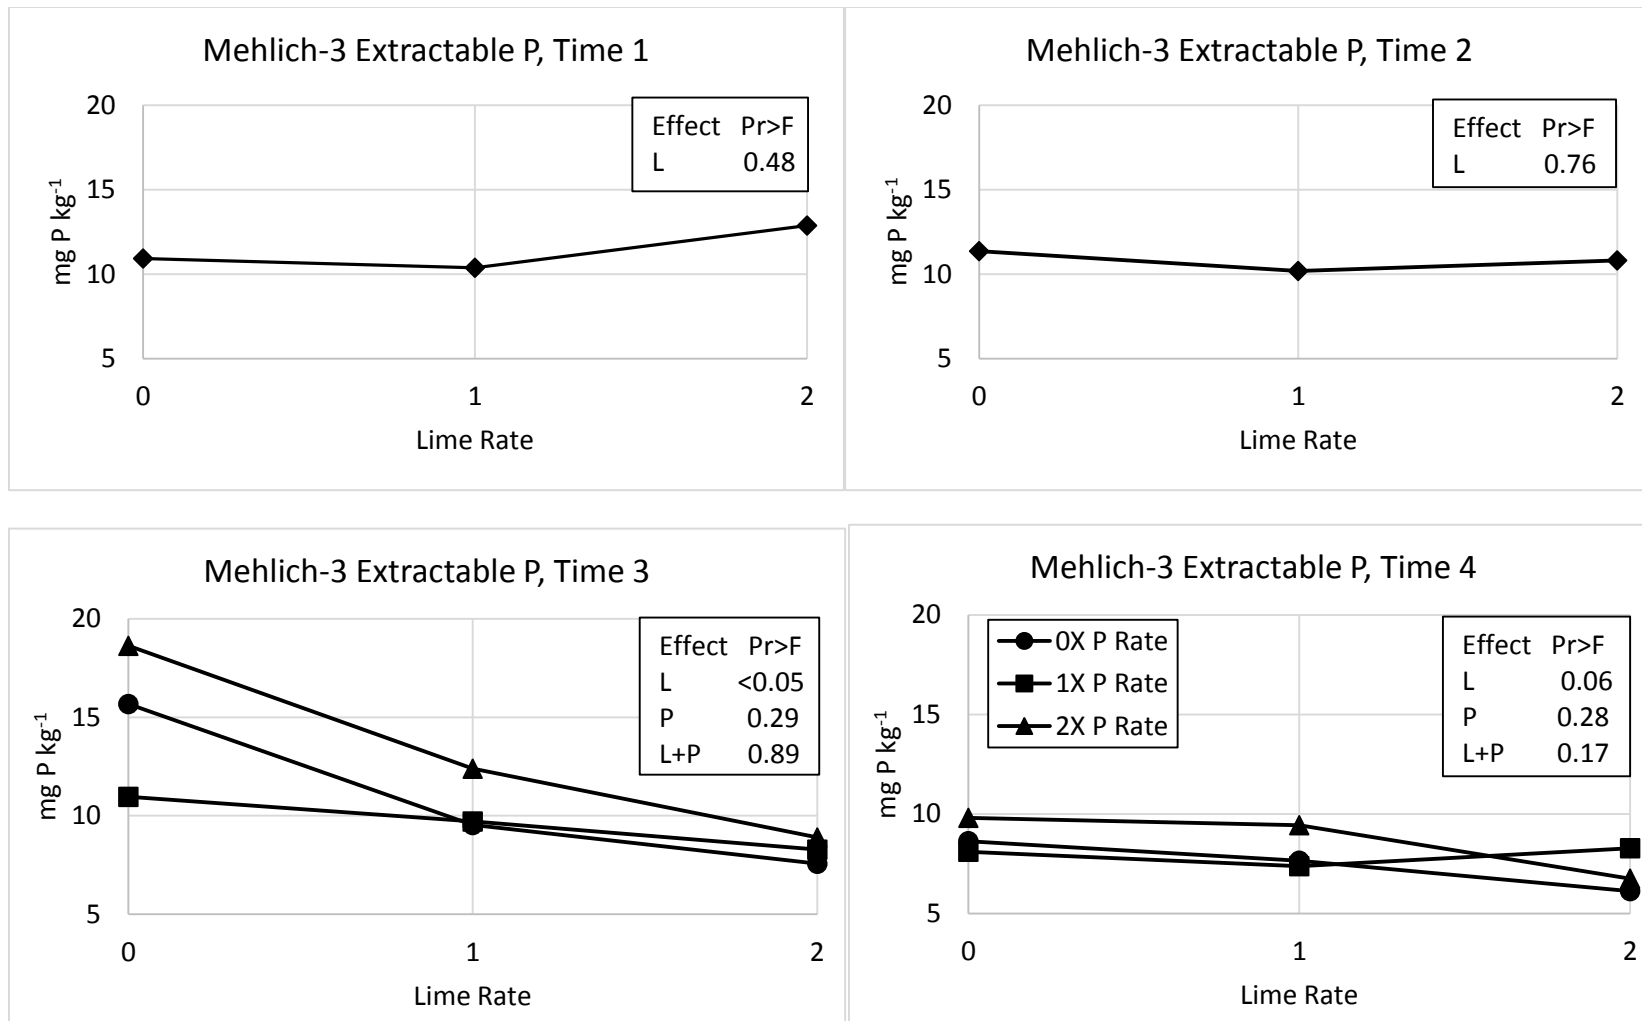 Mehlich-3 Extractable P, Time 1
20
15
10
5
mg P kg⁻¹
Effect Pr>F
L 0.48
0 1 2
Lime Rate
Mehlich-3 Extractable P, Time 2
20
15
10
5
mg P kg⁻¹
Effect Pr>F
L 0.76
0 1 2
Lime Rate
Mehlich-3 Extractable P, Time 3
20
15
10
5
mg P kg⁻¹
Effect Pr>F
L <0.05
P 0.29
L+P 0.89
0 1 2
Lime Rate
Mehlich-3 Extractable P, Time 4
20
15
10
5
mg P kg⁻¹
0X P Rate
1X P Rate
2X P Rate
Effect Pr>F
L 0.06
P 0.28
L+P 0.17
0 1 2
Lime Rate